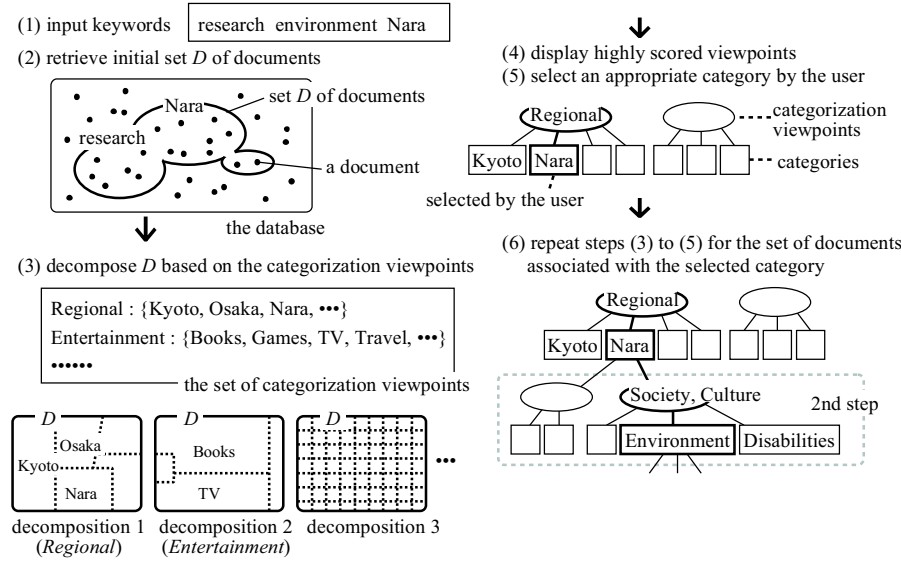 (1) input keywords
research environment Nara
(2) retrieve initial set D of documents
Nara
set D of documents
research
a document
the database
(3) decompose D based on the categorization viewpoints
Regional : {Kyoto, Osaka, Nara, •••}
Entertainment : {Books, Games, TV, Travel, •••}
••••••
the set of categorization viewpoints
D
Osaka
Kyoto
Nara
decomposition 1
(Regional)
D
Books
TV
decomposition 2
(Entertainment)
D
decomposition 3
•••
(4) display highly scored viewpoints
(5) select an appropriate category by the user
Regional
categorization
viewpoints
Kyoto
Nara
categories
selected by the user
(6) repeat steps (3) to (5) for the set of documents
associated with the selected category
Regional
Kyoto
Nara
Society, Culture
2nd step
Environment
Disabilities